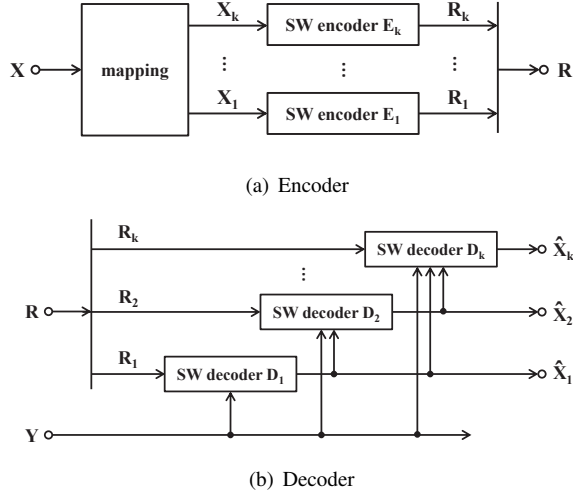 X
mapping
X_k
SW encoder E_k
R_k
⋮
⋮
⋮
X_1
SW encoder E_1
R_1
R
(a) Encoder
R_k
SW decoder D_k
X̂_k
⋮
R
R_2
SW decoder D_2
X̂_2
R_1
SW decoder D_1
X̂_1
Y
(b) Decoder